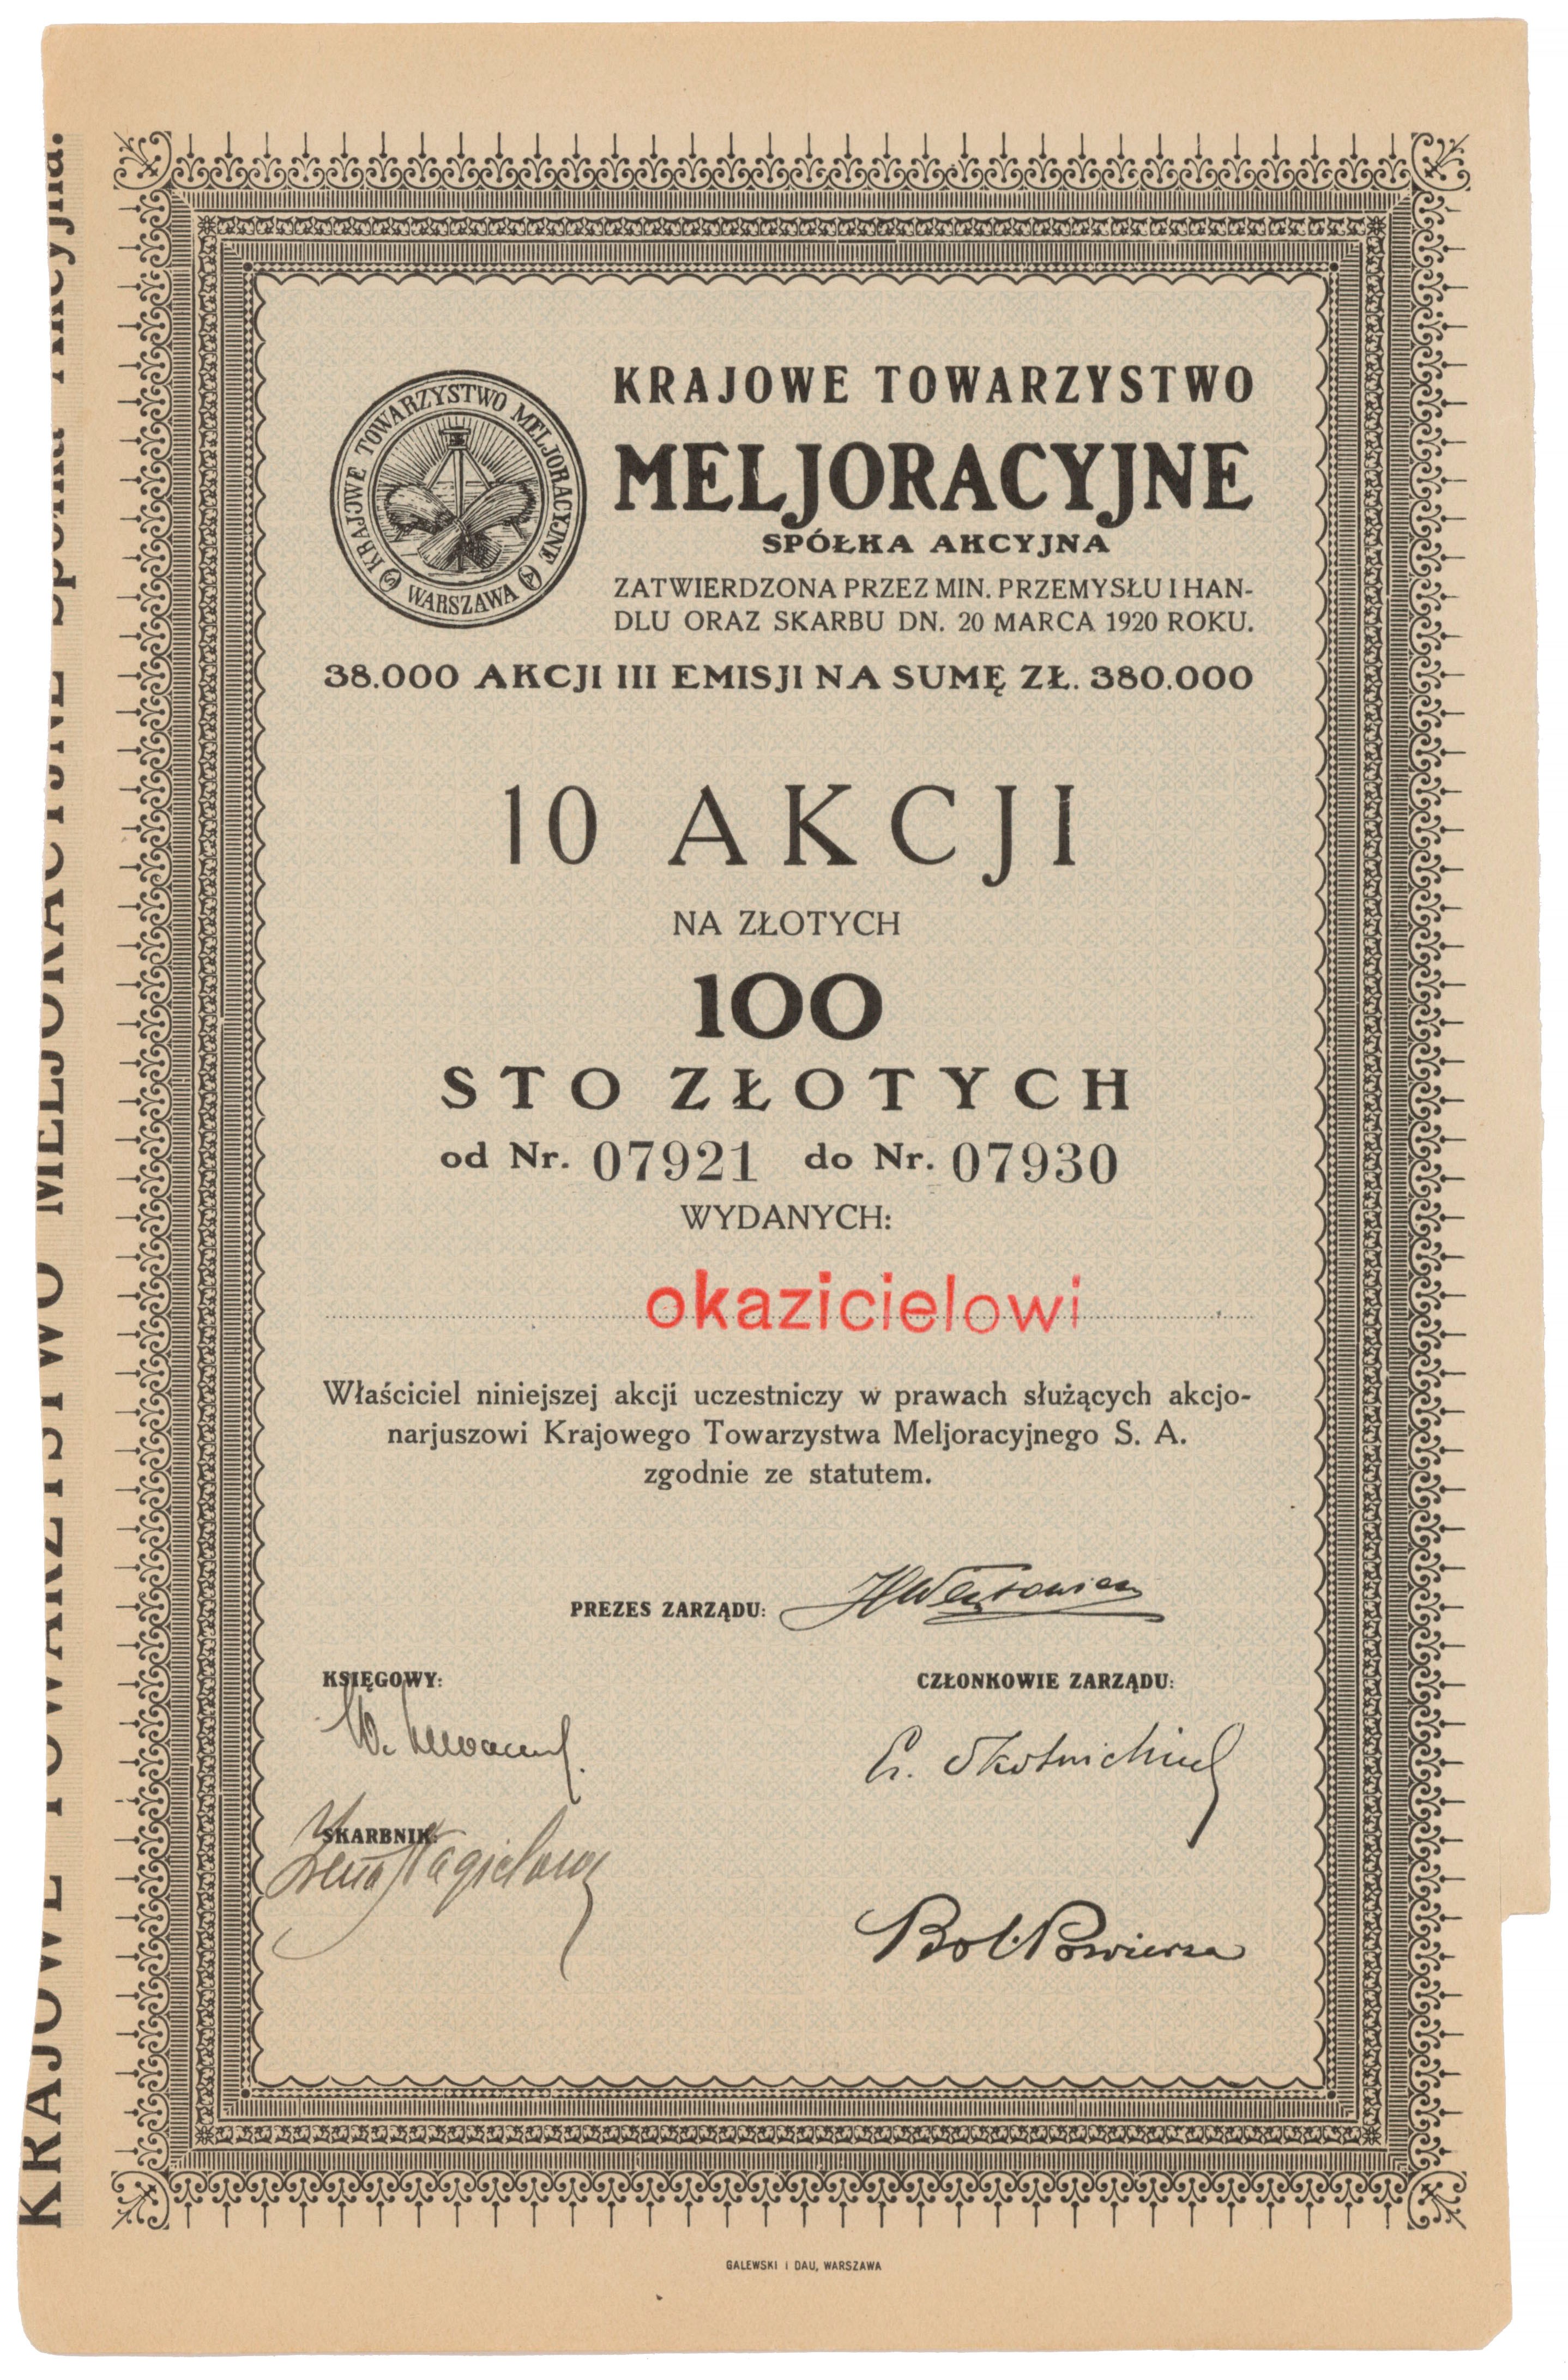 KRAJOWE TOWARZYSTWO MELJORACYJNE Spółka Akcyjna.
KRAJOWE TOWARZYSTWO MELJORACYJNE
S A
WARSZAWA
KRAJOWE TOWARZYSTWO
MELJORACYJNE
SPÓŁKA AKCYJNA
ZATWIERDZONA PRZEZ MIN. PRZEMYSŁU I HAN-
DLU ORAZ SKARBU DN. 20 MARCA 1920 ROKU.
38.000 AKCJI III EMISJI NA SUMĘ ZŁ. 380.000
10 AKCJI
NA ZŁOTYCH
100
STO ZŁOTYCH
od Nr. 07921 do Nr. 07930
WYDANYCH:
okazicielowi
Właściciel niniejszej akcji uczestniczy w prawach służących akcjo-
narjuszowi Krajowego Towarzystwa Meljoracyjnego S. A.
zgodnie ze statutem.
PREZES ZARZĄDU:
KSIĘGOWY:
CZŁONKOWIE ZARZĄDU:
SKARBNIK:
GALEWSKI I DAU, WARSZAWA